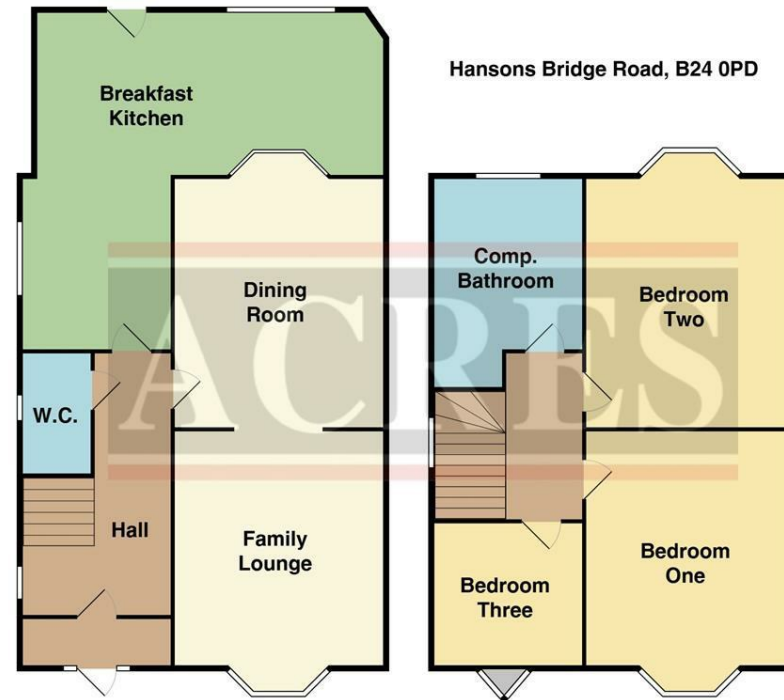 Hansons Bridge Road, B24 0PD
Breakfast
Kitchen
Dining
Room
W.C.
Hall
Family
Lounge
Comp.
Bathroom
Bedroom
Two
Bedroom
One
Bedroom
Three
ACRES